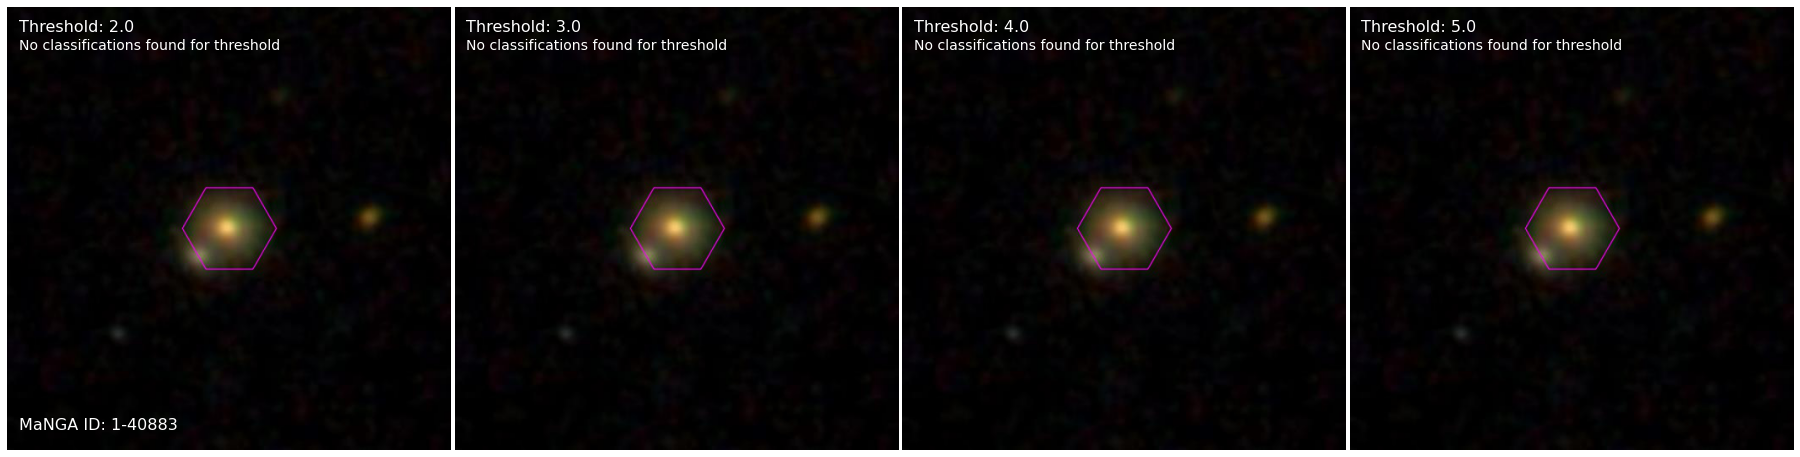 Threshold: 2.0
No classifications found for threshold
MaNGA ID: 1-40883
Threshold: 3.0
No classifications found for threshold
Threshold: 4.0
No classifications found for threshold
Threshold: 5.0
No classifications found for threshold